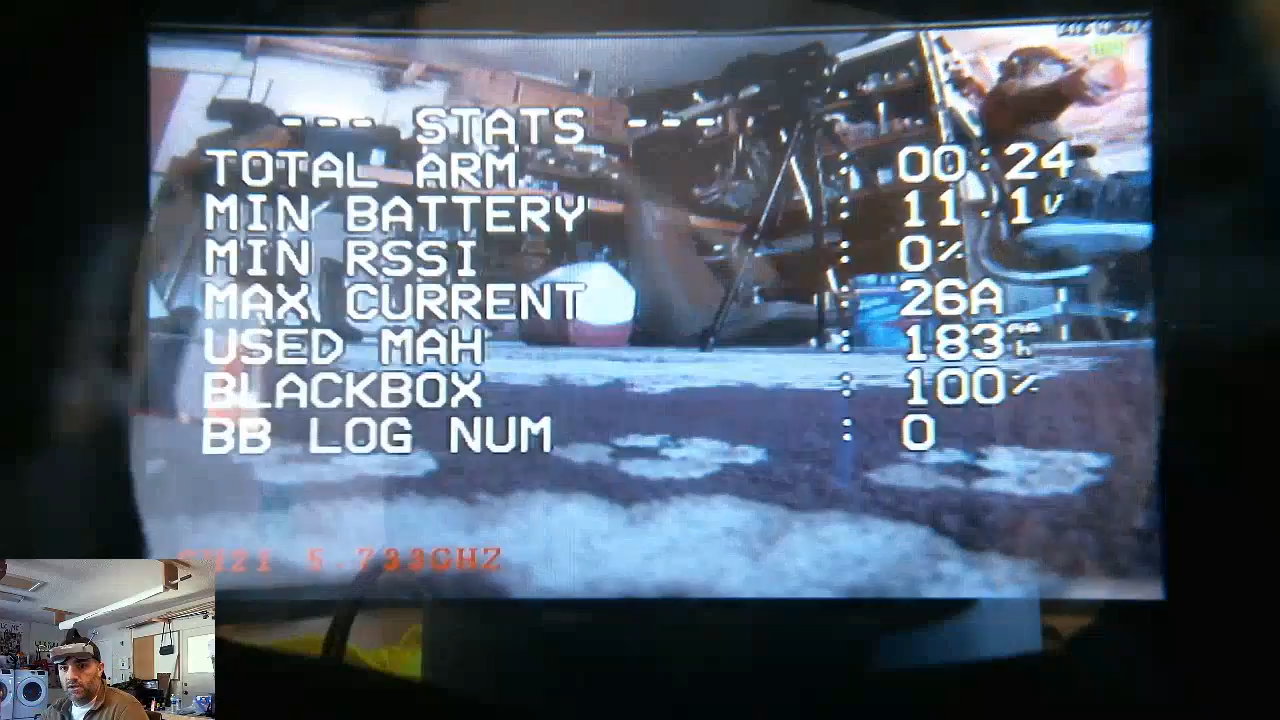 --- STATS ---
TOTAL ARM : 00:24
MIN BATTERY : 11.1V
MIN RSSI : 0%
MAX CURRENT : 26A
USED MAH : 183mAh
BLACKBOX : 100%
BB LOG NUM : 0
5.733GHZ